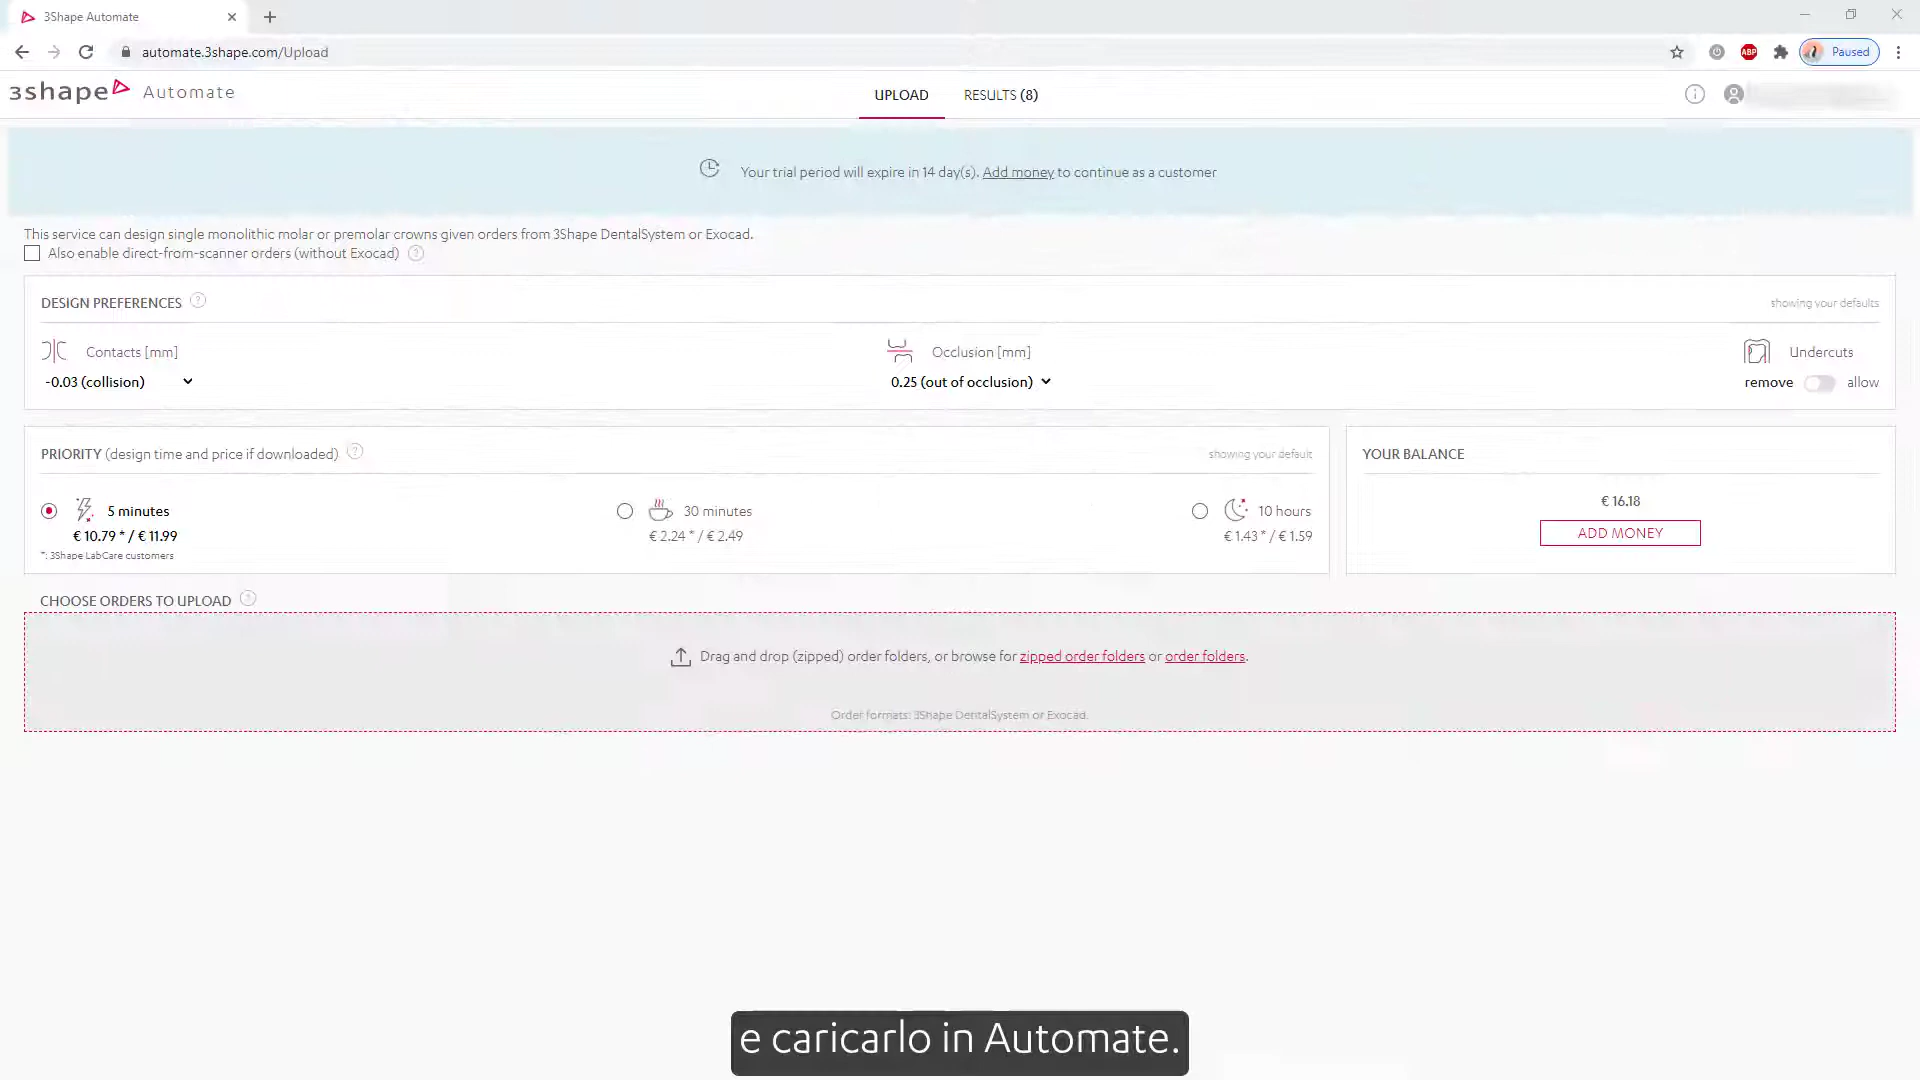 3Shape Automate
automate.3shape.com/Upload
ABP
Paused
3shape Automate
UPLOAD
RESULTS (8)
Your trial period will expire in 14 day(s). Add money to continue as a customer
This service can design single monolithic molar or premolar crowns given orders from 3Shape DentalSystem or Exocad.
Also enable direct-from-scanner orders (without Exocad) ?
DESIGN PREFERENCES ?
showing your defaults
Contacts [mm]
Occlusion [mm]
Undercuts
-0.03 (collision)
0.25 (out of occlusion)
remove allow
PRIORITY (design time and price if downloaded) ?
showing your default
YOUR BALANCE
5 minutes
30 minutes
10 hours
€ 10.79 * / € 11.99
€ 2.24 * / € 2.49
€ 1.43 * / € 1.59
*: 3Shape LabCare customers
€ 16.18
ADD MONEY
CHOOSE ORDERS TO UPLOAD ?
Drag and drop (zipped) order folders, or browse for zipped order folders or order folders.
Order formats: 3Shape DentalSystem or Exocad.
e caricarlo in Automate.